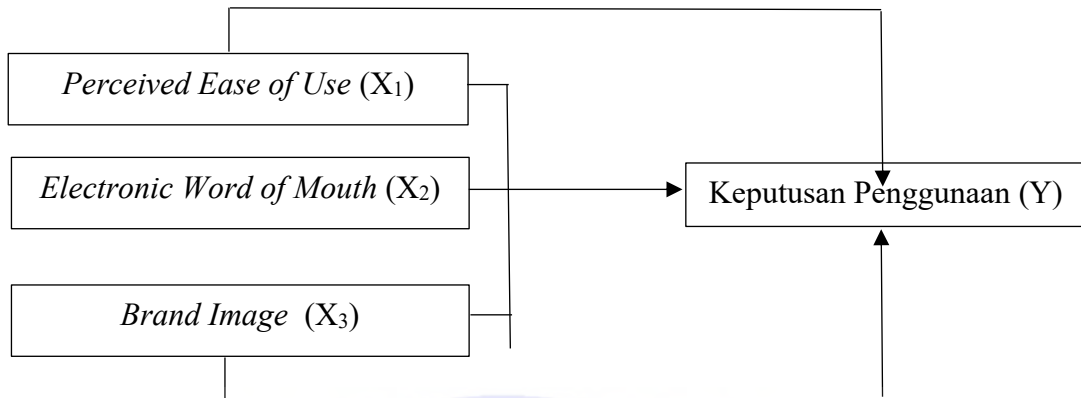 Perceived Ease of Use (X₁)
Electronic Word of Mouth (X₂)
Keputusan Penggunaan (Y)
Brand Image (X₃)